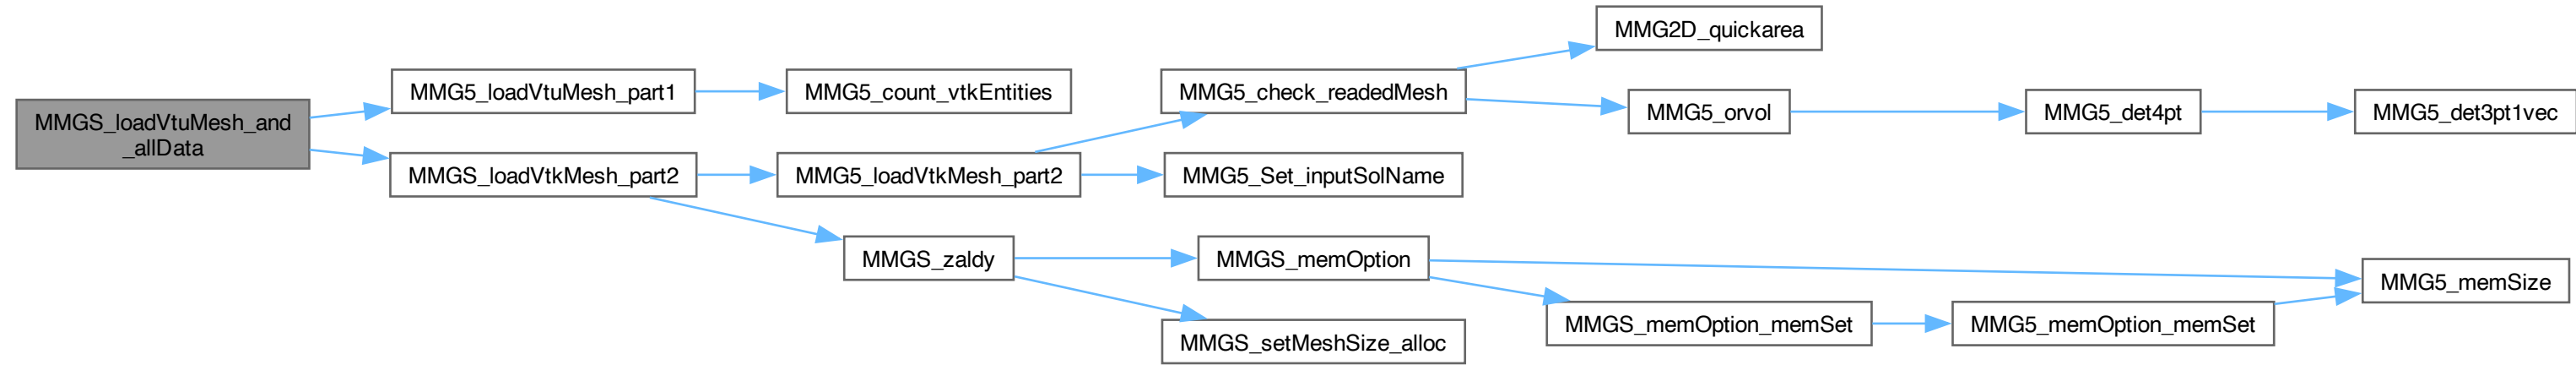 MMGS_loadVtuMesh_and
_allData
MMG5_loadVtuMesh_part1
MMG5_count_vtkEntities
MMGS_loadVtkMesh_part2
MMG5_loadVtkMesh_part2
MMG5_check_readedMesh
MMG2D_quickarea
MMG5_orvol
MMG5_det4pt
MMG5_det3pt1vec
MMG5_Set_inputSolName
MMGS_zaldy
MMGS_memOption
MMG5_memSize
MMGS_memOption_memSet
MMG5_memOption_memSet
MMGS_setMeshSize_alloc